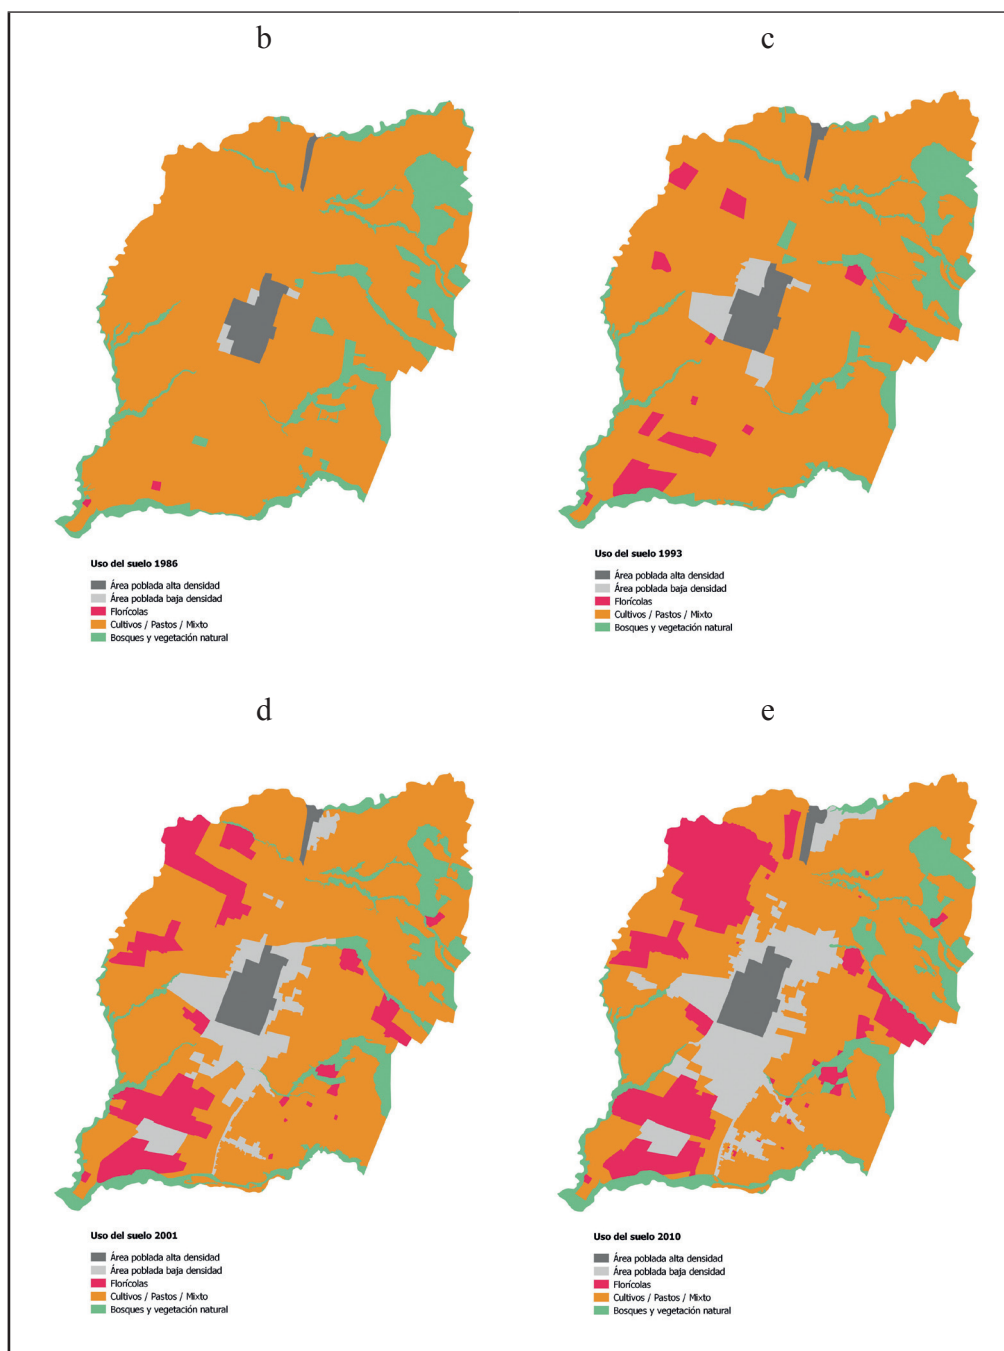 b
c
Uso del suelo 1986
Área poblada alta densidad
Área poblada baja densidad
Florícolas
Cultivos / Pastos / Mixto
Bosques y vegetación natural
Uso del suelo 1993
Área poblada alta densidad
Área poblada baja densidad
Florícolas
Cultivos / Pastos / Mixto
Bosques y vegetación natural
d
e
Uso del suelo 2001
Área poblada alta densidad
Área poblada baja densidad
Florícolas
Cultivos / Pastos / Mixto
Bosques y vegetación natural
Uso del suelo 2010
Área poblada alta densidad
Área poblada baja densidad
Florícolas
Cultivos / Pastos / Mixto
Bosques y vegetación natural